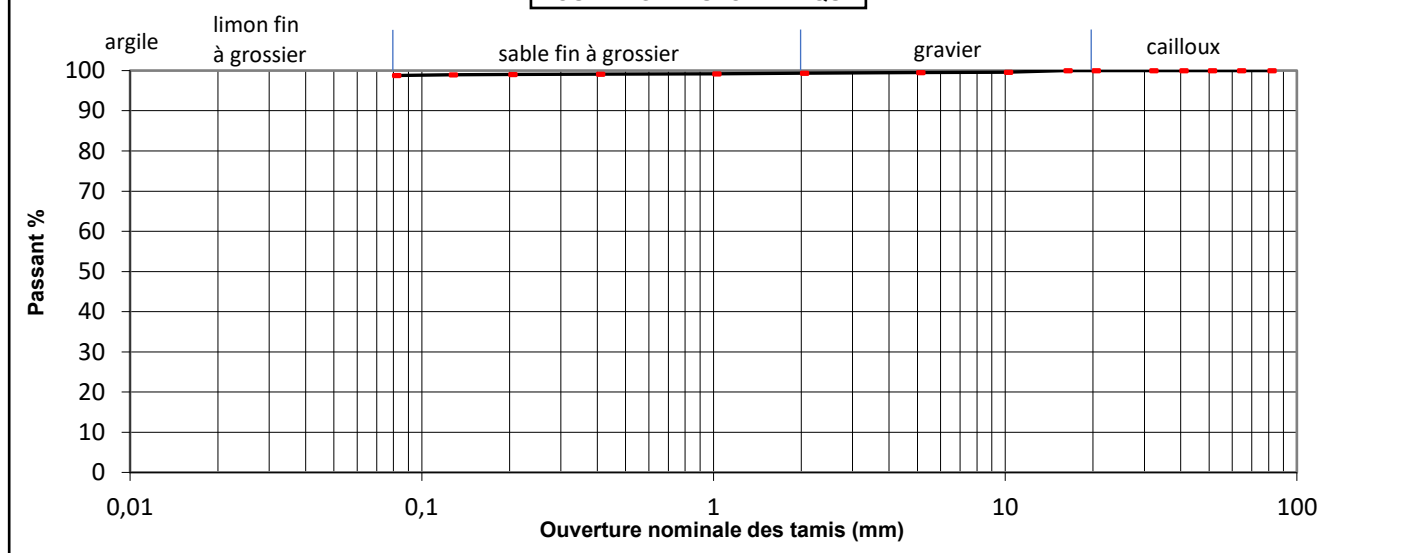 limon fin
à grossier
argile
sable fin à grossier
gravier
cailloux
100
90
80
70
60
50
40
30
20
10
0
Passant %
0,01
0,1
1
10
100
Ouverture nominale des tamis (mm)